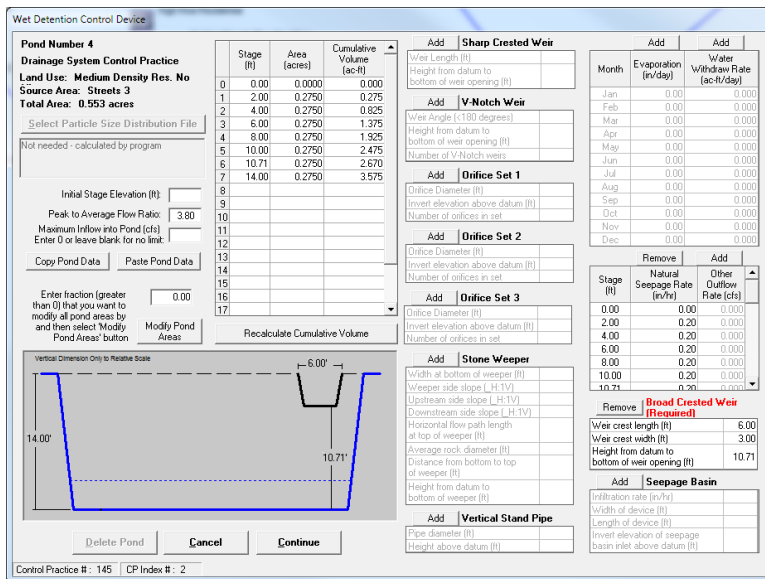 Wet Detention Control Device
Pond Number 4
Drainage System Control Practice
Land Use: Medium Density Res. No
Source Area: Streets 3
Total Area: 0.553 acres
Select Particle Size Distribution File
Not needed - calculated by program
Initial Stage Elevation (ft):
Peak to Average Flow Ratio: 3.80
Maximum Inflow into Pond (cfs)
Enter 0 or leave blank for no limit:
Copy Pond Data Paste Pond Data
Enter fraction (greater
than 0) that you want to
modify all pond areas by
and then select 'Modify
Pond Areas' button
0.00
Modify Pond
Areas
Stage
(ft)
Area
(acres)
Cumulative
Volume
(ac-ft)
0 0.00 0.0000 0.000
1 2.00 0.2750 0.275
2 4.00 0.2750 0.825
3 6.00 0.2750 1.375
4 8.00 0.2750 1.925
5 10.00 0.2750 2.475
6 10.71 0.2750 2.670
7 14.00 0.2750 3.575
8
9
10
11
12
13
14
15
16
17
Recalculate Cumulative Volume
Vertical Dimension Only to Relative Scale
6.00'
14.00'
10.71'
Delete Pond Cancel Continue
Control Practice #: 145 CP Index #: 2
Add Sharp Crested Weir
Weir Length (ft)
Height from datum to
bottom of weir opening (ft)
Add V-Notch Weir
Weir Angle (<180 degrees)
Height from datum to
bottom of weir opening (ft)
Number of V-Notch weirs
Add Orifice Set 1
Orifice Diameter (ft)
Invert elevation above datum (ft)
Number of orifices in set
Add Orifice Set 2
Orifice Diameter (ft)
Invert elevation above datum (ft)
Number of orifices in set
Add Orifice Set 3
Orifice Diameter (ft)
Invert elevation above datum (ft)
Number of orifices in set
Add Stone Weeper
Width at bottom of weeper (ft)
Weeper side slope (_H:1V)
Upstream side slope (_H:1V)
Downstream side slope (_H:1V)
Horizontal flow path length
at top of weeper (ft)
Average rock diameter (ft)
Distance from bottom to top
of weeper (ft)
Height from datum to
bottom of weeper (ft)
Add Vertical Stand Pipe
Pipe diameter (ft)
Height above datum (ft)
Add Add
Month
Evaporation
(in/day)
Water
Withdraw Rate
(ac-ft/day)
Jan 0.00 0.000
Feb 0.00 0.000
Mar 0.00 0.000
Apr 0.00 0.000
May 0.00 0.000
Jun 0.00 0.000
Jul 0.00 0.000
Aug 0.00 0.000
Sep 0.00 0.000
Oct 0.00 0.000
Nov 0.00 0.000
Dec 0.00 0.000
Remove Add
Stage
(ft)
Natural
Seepage Rate
(in/hr)
Other
Outflow
Rate (cfs)
0.00 0.00 0.000
2.00 0.20 0.000
4.00 0.20 0.000
6.00 0.20 0.000
8.00 0.20 0.000
10.00 0.20 0.000
10.71 0.20 0.000
Remove Broad Crested Weir
(Required)
Weir crest length (ft) 6.00
Weir crest width (ft) 3.00
Height from datum to
bottom of weir opening (ft) 10.71
Add Seepage Basin
Infiltration rate (in/hr)
Width of device (ft)
Length of device (ft)
Invert elevation of seepage
basin inlet above datum (ft)